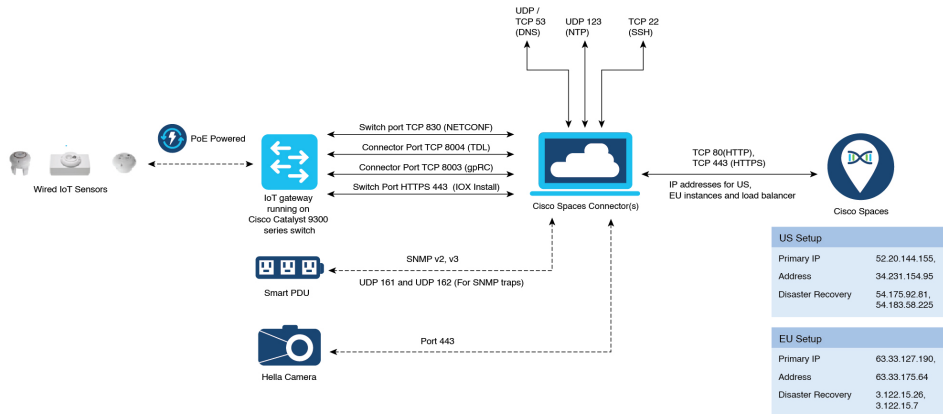 UDP /
TCP 53
(DNS)
UDP 123
(NTP)
TCP 22
(SSH)
PoE Powered
Wired IoT Sensors
IoT gateway
running on
Cisco Catalyst 9300
series switch
Switch port TCP 830 (NETCONF)
Connector Port TCP 8004 (TDL)
Connector Port TCP 8003 (gpRC)
Switch Port HTTPS 443  (IOX Install)
Cisco Spaces Connector(s)
TCP 80(HTTP),
TCP 443 (HTTPS)
IP addresses for US,
EU instances and load balancer
Cisco Spaces
SNMP v2, v3
UDP 161 and UDP 162 (For SNMP traps)
Smart PDU
Port 443
Hella Camera
US Setup
Primary IP 52.20.144.155,
Address 34.231.154.95
Disaster Recovery 54.175.92.81,
54.183.58.225
EU Setup
Primary IP 63.33.127.190,
Address 63.33.175.64
Disaster Recovery 3.122.15.26,
3.122.15.7